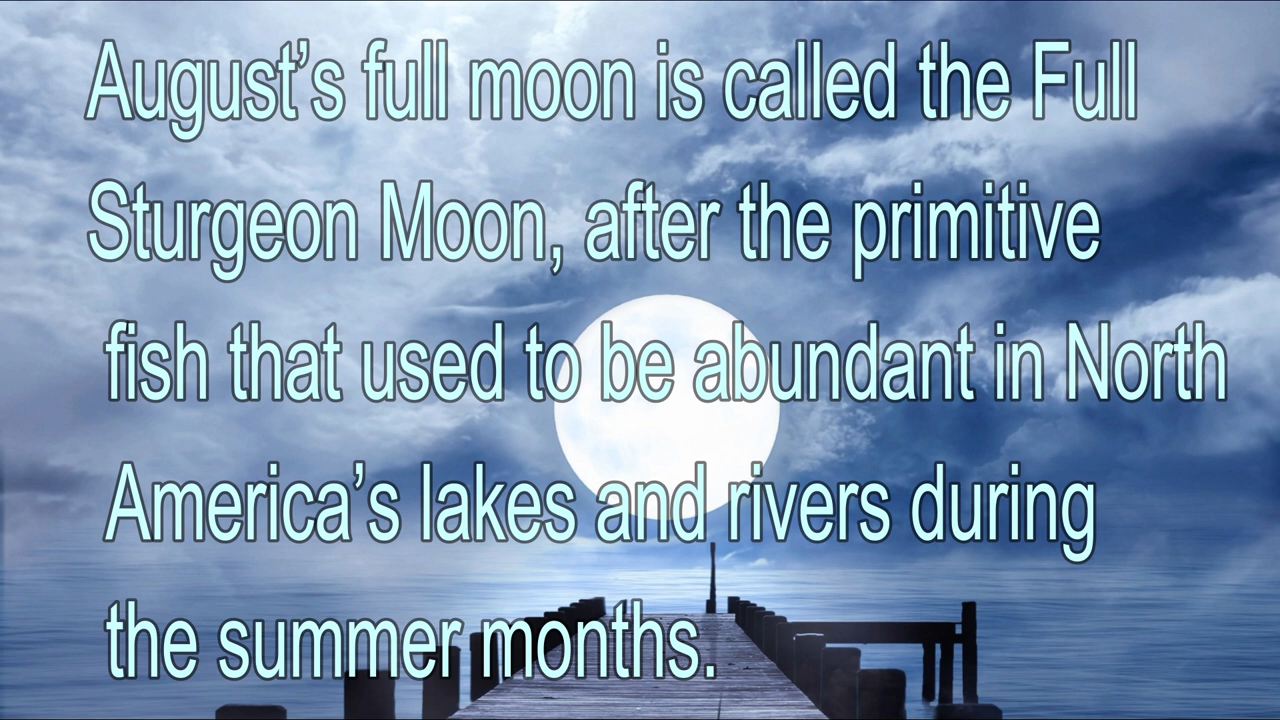 August’s full moon is called the Full
Sturgeon Moon, after the primitive
fish that used to be abundant in North
America’s lakes and rivers during
the summer months.